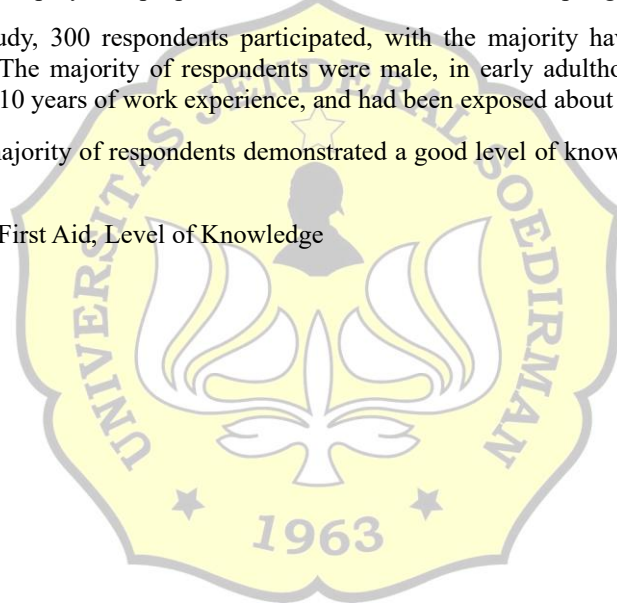 udy, 300 respondents participated, with the majority hav
The majority of respondents were male, in early adultho
10 years of work experience, and had been exposed about
ajority of respondents demonstrated a good level of know
First Aid, Level of Knowledge
UNIVERSITAS JENDERAL SOEDIRMAN
1963